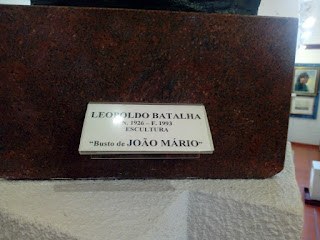 LEOPOLDO BATALHA
N. 1926 – F. 1993
ESCULTURA
"Busto de JOÃO MÁRIO"